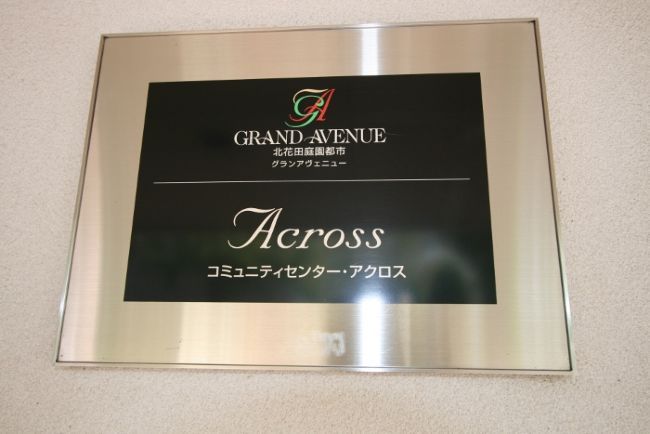 GA
GRAND AVENUE
北花田庭園都市
グランアヴェニュー
Across
コミュニティセンター・アクロス